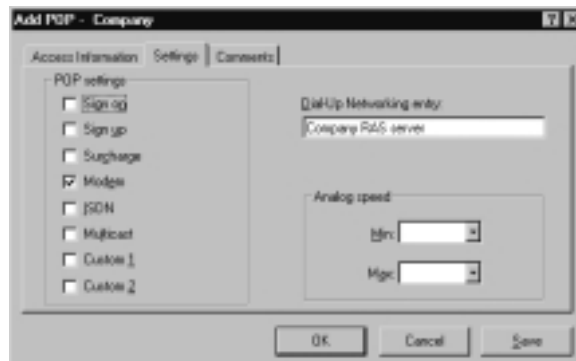 Add POP - Company
Access Information
Settings
Comments
POP settings
Sign on
Sign up
Surcharge
Modem
ISDN
Multicast
Custom 1
Custom 2
Dial-Up Networking entry:
Company RAS server
Analog speed
Min:
Max:
OK
Cancel
Save